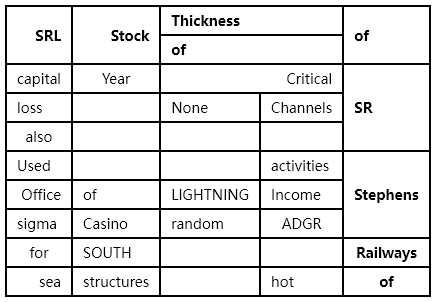 SRL Stock Thickness of
of
capital Year Critical
loss None Channels SR
also
Used activities
Office of LIGHTNING Income Stephens
sigma Casino random ADGR
for SOUTH Railways
sea structures hot of